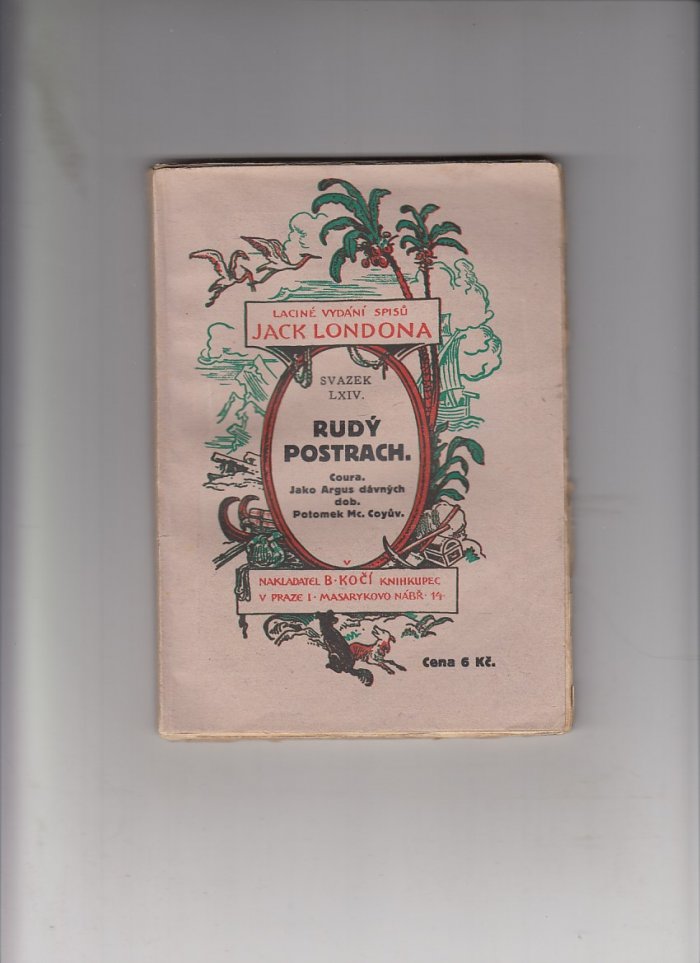 LACINÉ VYDÁNÍ SPISŮ
JACK LONDONA
SVAZEK
LXIV.
RUDÝ
POSTRACH.
Coura.
Jako Argus dávných
dob.
Potomek Mc. Coyův.
V
NAKLADATEL B·KOČÍ KNIHKUPEC
V PRAZE I· MASARYKOVO NÁBŘ· 14·
Cena 6 Kč.